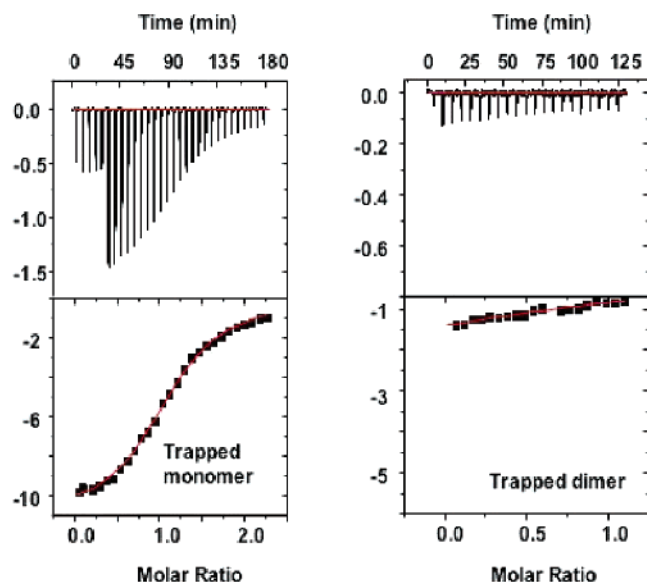 Time (min) Time (min)
0 45 90 135 180 0 25 50 75 100 125
0.0 0.0
-0.2
-0.5
-0.4
-1.0
-0.6
-1.5
-1
-2
-3
-6 Trapped
monomer
-5 Trapped dimer
-10
0.0 1.0 2.0 0.0 0.5 1.0
Molar Ratio Molar Ratio